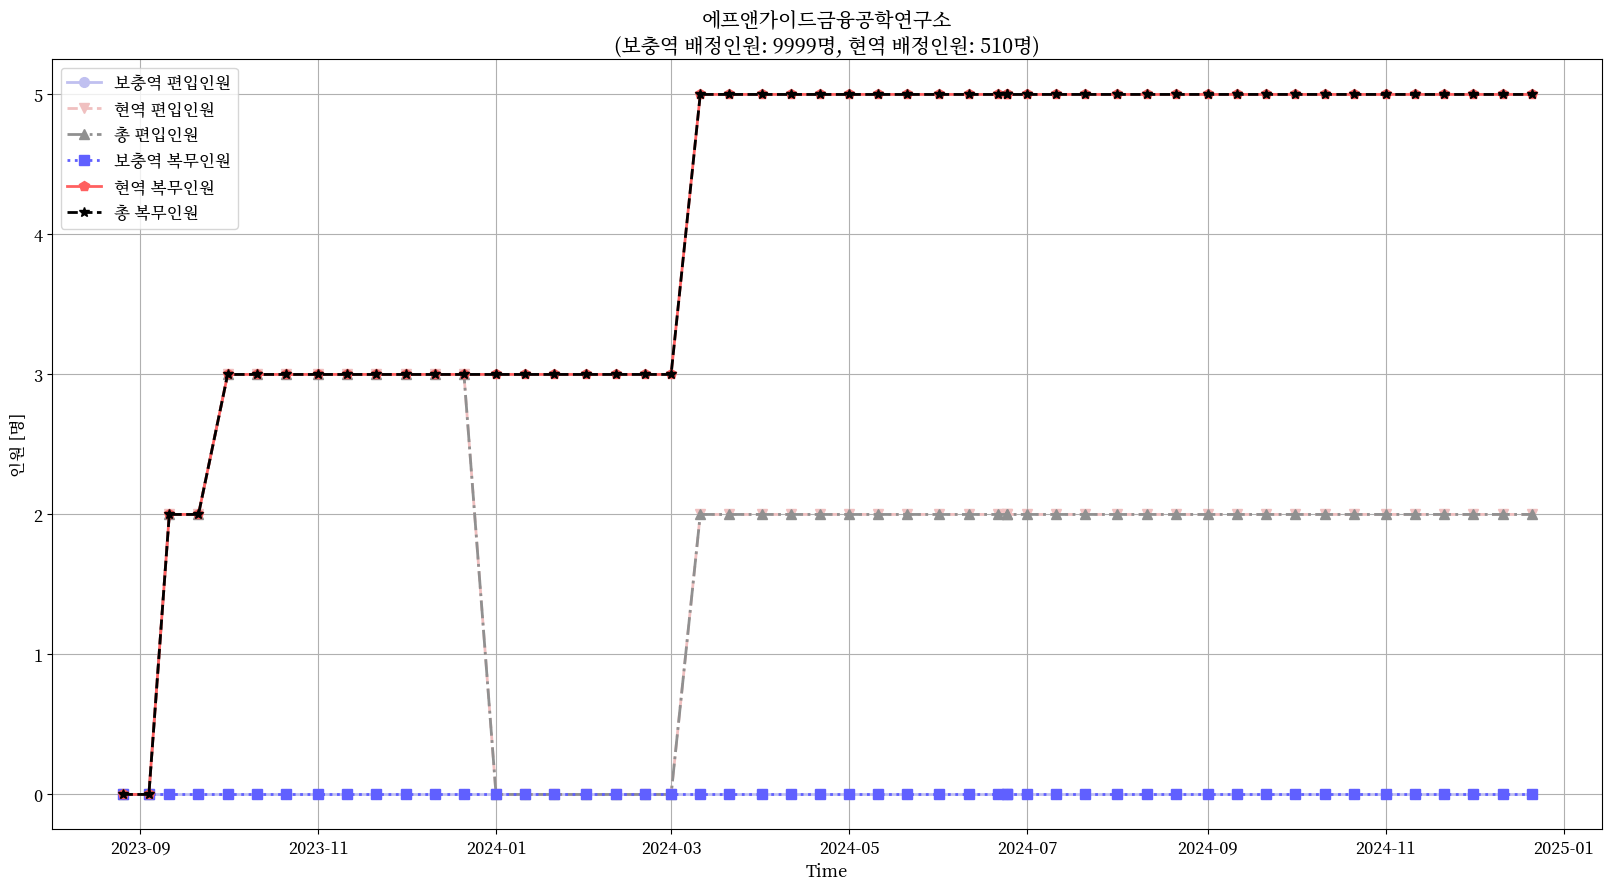 에프앤가이드금융공학연구소
(보충역 배정인원: 9999명, 현역 배정인원: 510명)
보충역 편입인원
현역 편입인원
총 편입인원
보충역 복무인원
현역 복무인원
총 복무인원
5
4
3
2
1
0
인원 [명]
2023-09 2023-11 2024-01 2024-03 2024-05 2024-07 2024-09 2024-11 2025-01
Time